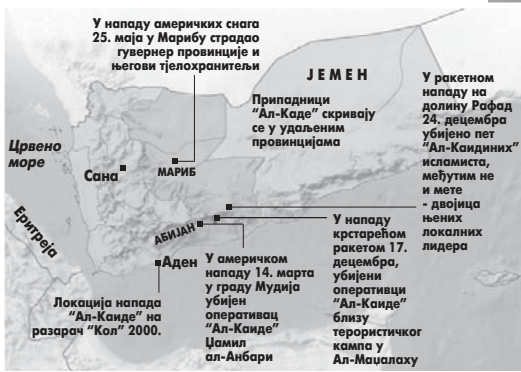 У нападу америчких снага
25. маја у Марибу страдао
гувернер провинције и
његови тјелохранитељи
ЈЕМЕН
Припадници
“Ал-Каде” скривају
се у удаљеним
провинцијама
У ракетном
нападу на
долину Рафад
24. децембра
убијено пет
“Ал-Каидиних”
исламиста,
међутим не
и мете
- двојица
њених
локалних
лидера
Црвено
море
Сана
МАРИБ
Еритреја
АБИЈАН
Аден
Локација напада
“Ал-Каиде” на
разарач “Кол” 2000.
У америчком
нападу 14. марта
у граду Мудија
убијен
оперативац
“Ал-Каиде”
Џамил
ал-Анбари
У нападу
крстарећом
ракетом 17.
децембра,
убијени
оперативци
“Ал-Каиде”
близу
терористичког
кампа у
Ал-Маџалаху